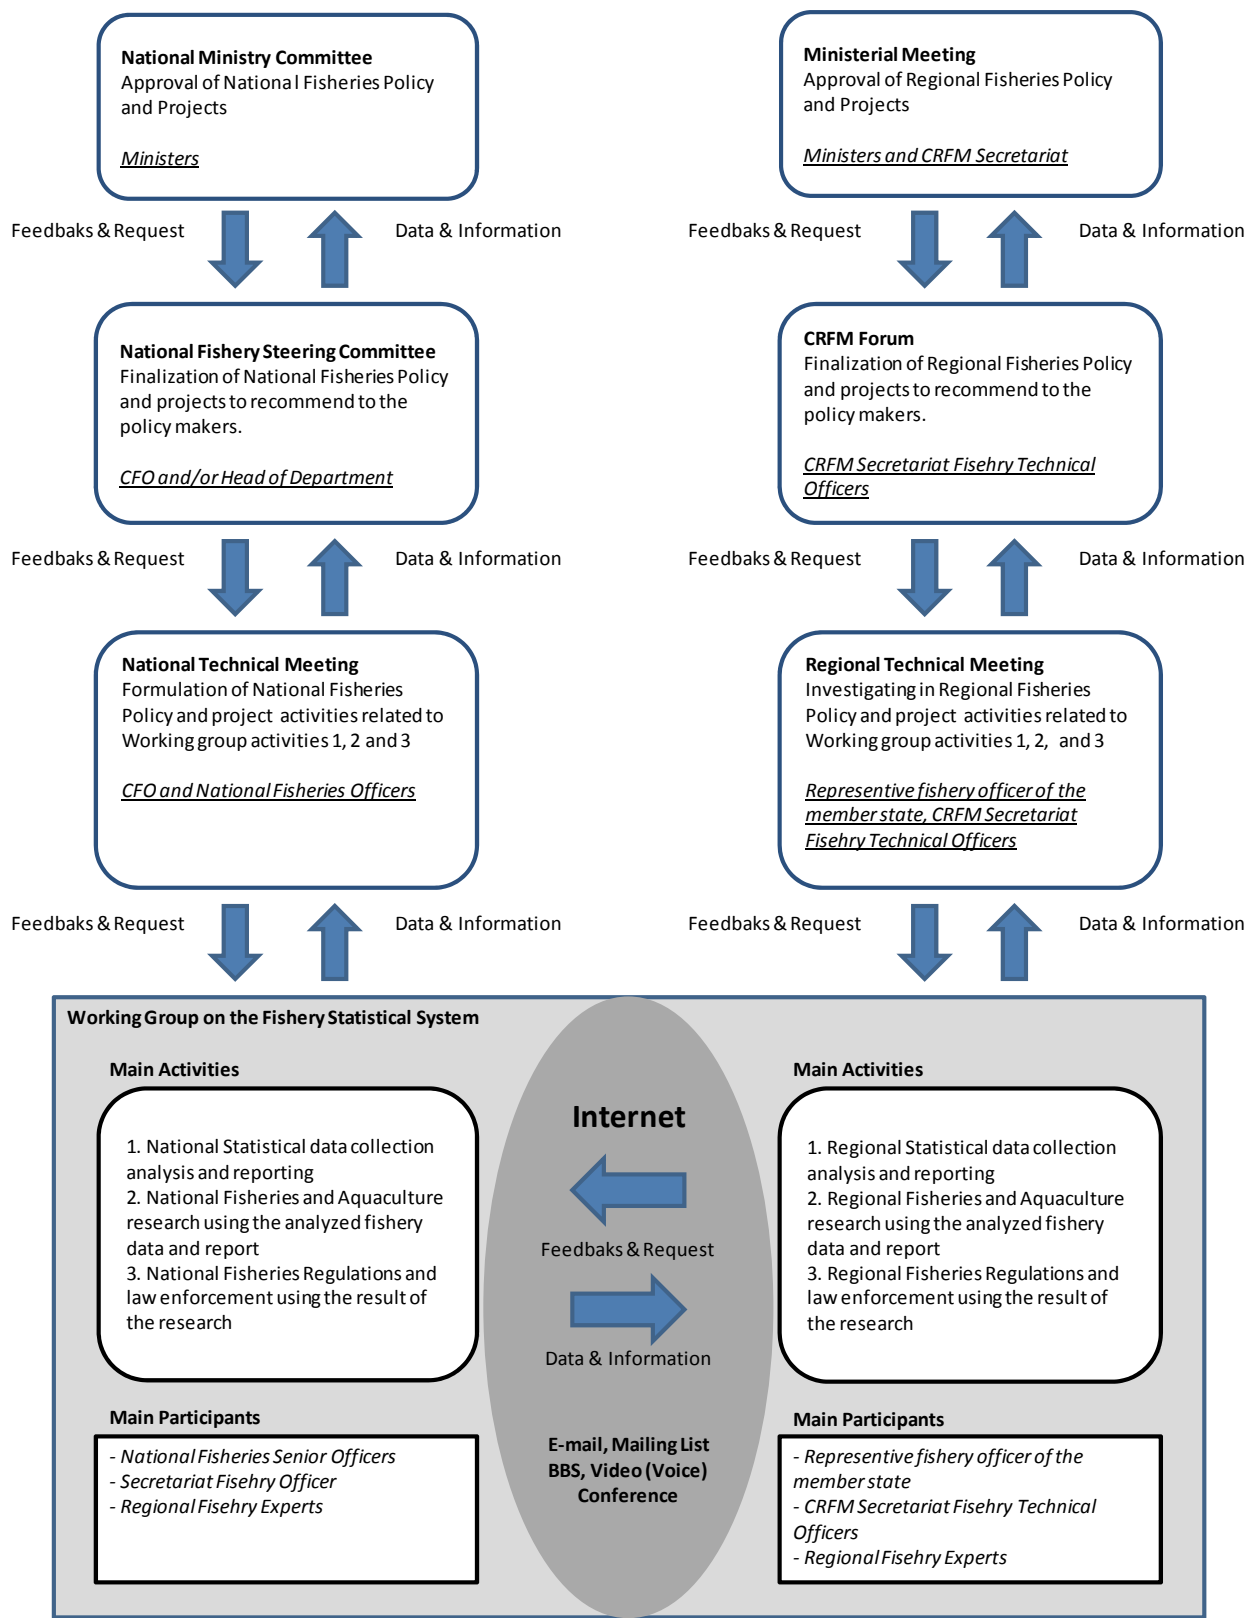 National Ministry Committee
Approval of National Fisheries Policy
and Projects
Ministers
Ministerial Meeting
Approval of Regional Fisheries Policy
and Projects
Ministers and CRFM Secretariat
Feedbaks & Request
Data & Information
Feedbaks & Request
Data & Information
National Fishery Steering Committee
Finalization of National Fisheries Policy
and projects to recommend to the
policy makers.
CFO and/or Head of Department
CRFM Forum
Finalization of Regional Fisheries Policy
and projects to recommend to the
policy makers.
CRFM Secretariat Fisehry Technical
Officers
Feedbaks & Request
Data & Information
Feedbaks & Request
Data & Information
National Technical Meeting
Formulation of National Fisheries
Policy and project activities related to
Working group activities 1, 2 and 3
CFO and National Fisheries Officers
Regional Technical Meeting
Investigating in Regional Fisheries
Policy and project activities related to
Working group activities 1, 2, and 3
Representive fishery officer of the
member state, CRFM Secretariat
Fisehry Technical Officers
Feedbaks & Request
Data & Information
Feedbaks & Request
Data & Information
Working Group on the Fishery Statistical System
Main Activities
1. National Statistical data collection
analysis and reporting
2. National Fisheries and Aquaculture
research using the analyzed fishery
data and report
3. National Fisheries Regulations and
law enforcement using the result of
the research
Main Participants
- National Fisheries Senior Officers
- Secretariat Fisehry Officer
- Regional Fisehry Experts
Internet
Feedbaks & Request
Data & Information
E-mail, Mailing List
BBS, Video (Voice)
Conference
Main Activities
1. Regional Statistical data collection
analysis and reporting
2. Regional Fisheries and Aquaculture
research using the analyzed fishery
data and report
3. Regional Fisheries Regulations and
law enforcement using the result of
the research
Main Participants
- Representive fishery officer of the
member state
- CRFM Secretariat Fisehry Technical
Officers
- Regional Fisehry Experts